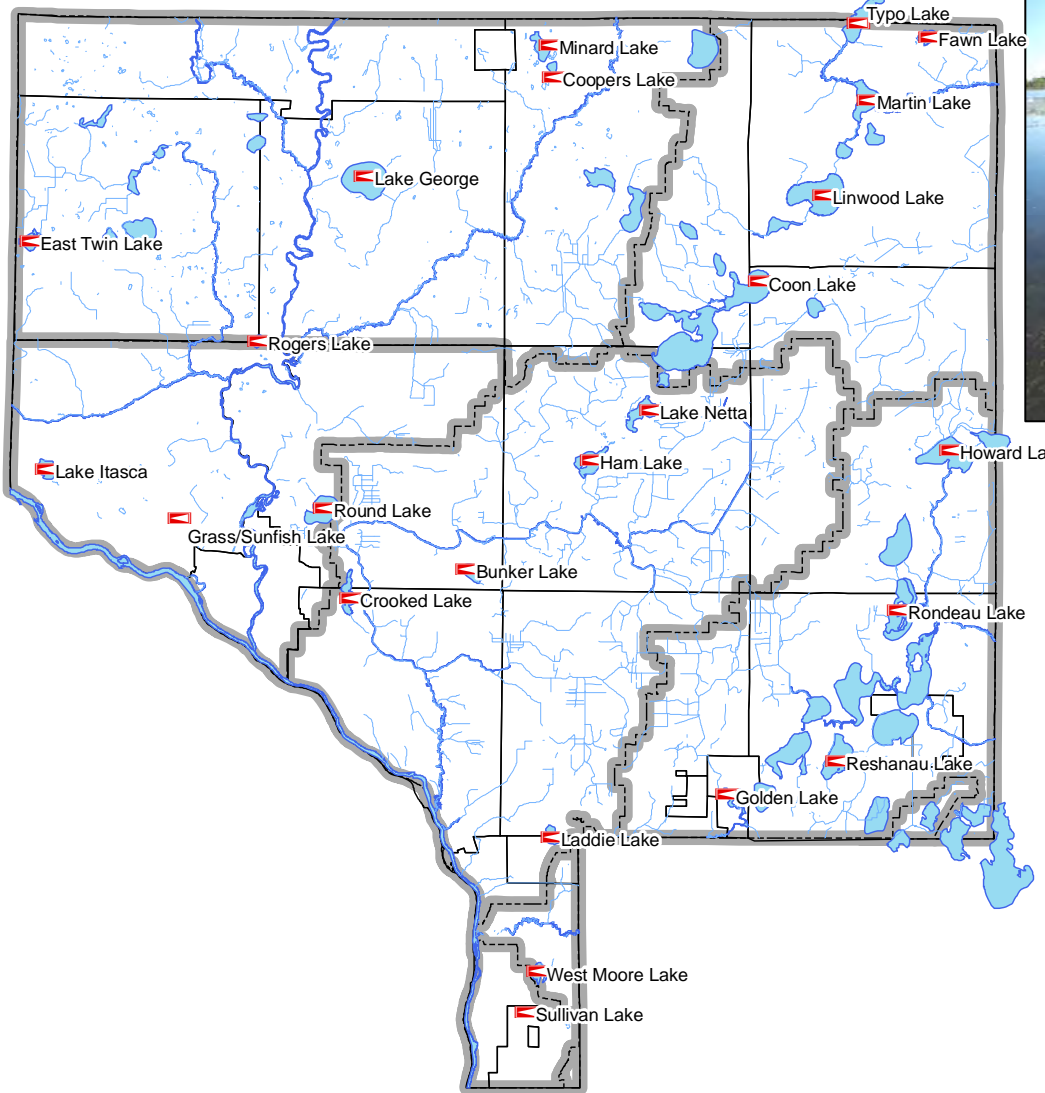 Typo Lake
Fawn Lake
Minard Lake
Coopers Lake
Martin Lake
Lake George
Linwood Lake
East Twin Lake
Coon Lake
Rogers Lake
Lake Netta
Howard La
Ham Lake
Lake Itasca
Round Lake
Grass/Sunfish Lake
Bunker Lake
Crooked Lake
Rondeau Lake
Reshanau Lake
Golden Lake
Laddie Lake
West Moore Lake
Sullivan Lake